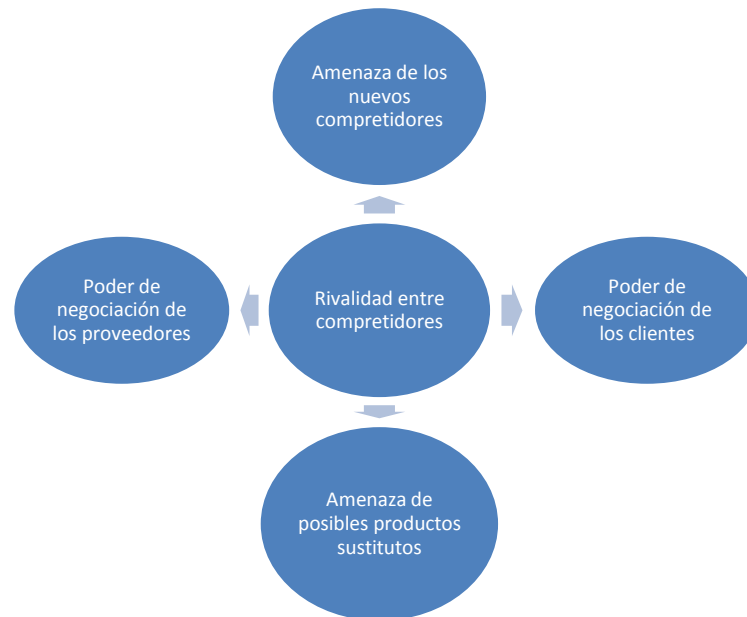 Amenaza de los
nuevos
compretidores
Poder de
negociación de
los proveedores
Rivalidad entre
compretidores
Poder de
negociación de
los clientes
Amenaza de
posibles productos
sustitutos